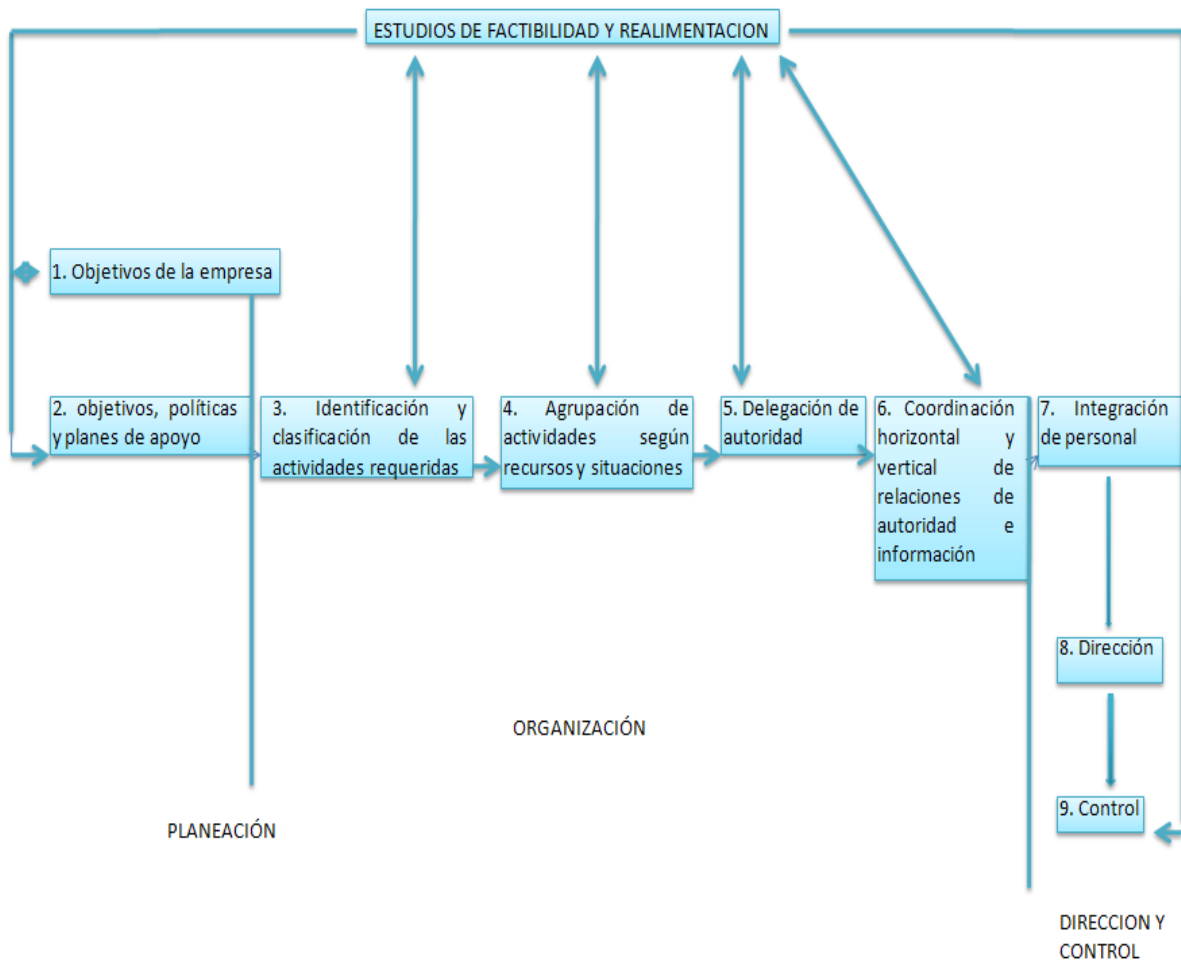 ESTUDIOS DE FACTIBILIDAD Y REALIMENTACION
1. Objetivos de la empresa
2. objetivos, políticas
y planes de apoyo
3. Identificación y
clasificación de las
actividades requeridas
4. Agrupación de
actividades según
recursos y situaciones
5. Delegación de
autoridad
6. Coordinación
horizontal y
vertical de
relaciones de
autoridad e
información
7. Integración
de personal
8. Dirección
9. Control
ORGANIZACIÓN
PLANEACIÓN
DIRECCION Y
CONTROL